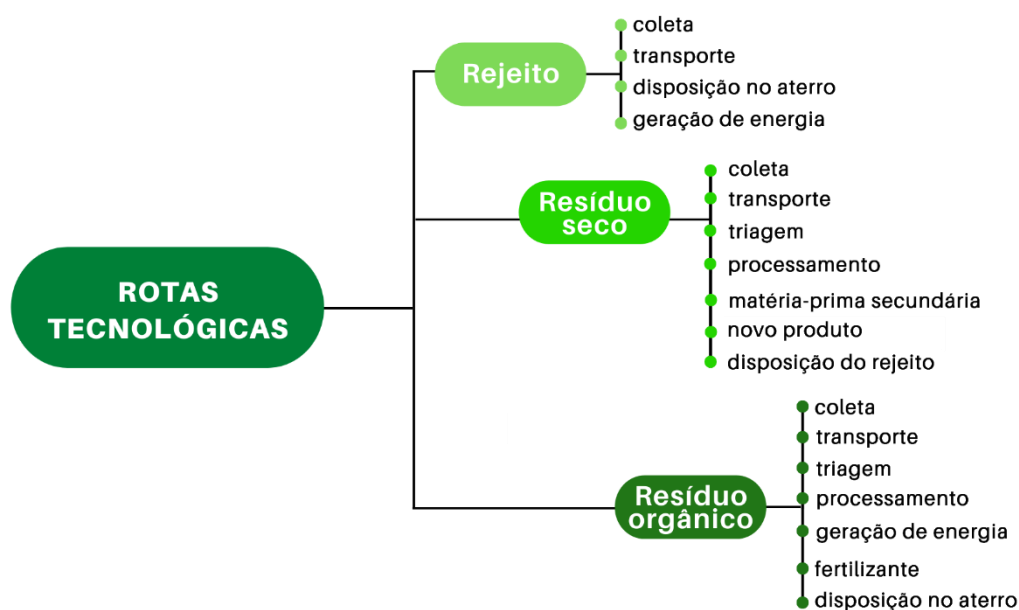 ROTAS
TECNOLÓGICAS
Rejeito
coleta
transporte
disposição no aterro
geração de energia
Resíduo
seco
coleta
transporte
triagem
processamento
matéria-prima secundária
novo produto
disposição do rejeito
Resíduo
orgânico
coleta
transporte
triagem
processamento
geração de energia
fertilizante
disposição no aterro